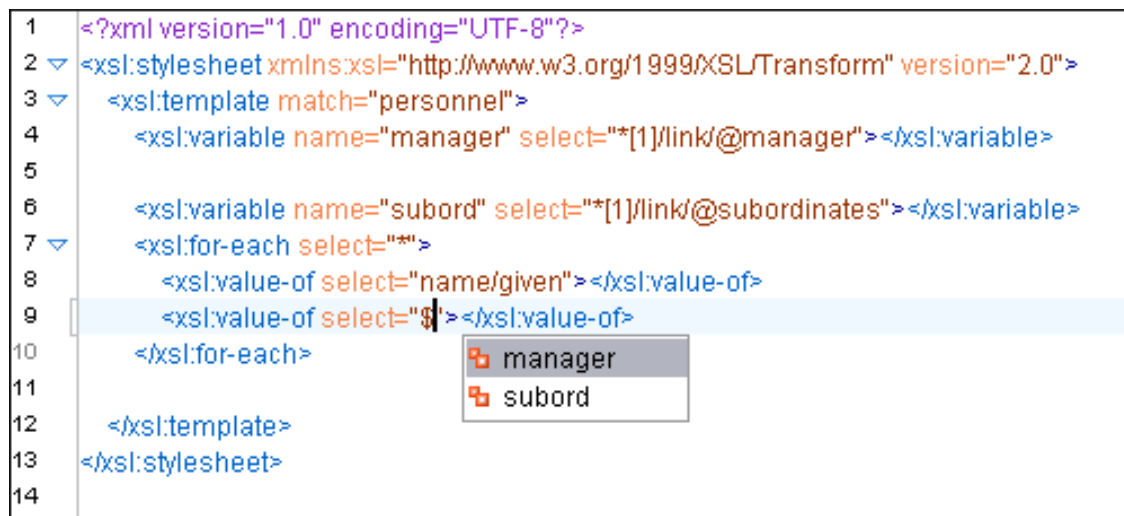 1 <?xml version="1.0" encoding="UTF-8"?>
2 <xsl:stylesheet xmlns:xsl="http://www.w3.org/1999/XSL/Transform" version="2.0">
3 <xsl:template match="personnel">
4 <xsl:variable name="manager" select="*[1]/link/@manager"></xsl:variable>
5
6 <xsl:variable name="subord" select="*[1]/link/@subordinates"></xsl:variable>
7 <xsl:for-each select="*">
8 <xsl:value-of select="name/given"></xsl:value-of>
9 <xsl:value-of select="$"></xsl:value-of>
10 </xsl:for-each>
manager
subord
11
12 </xsl:template>
13 </xsl:stylesheet>
14